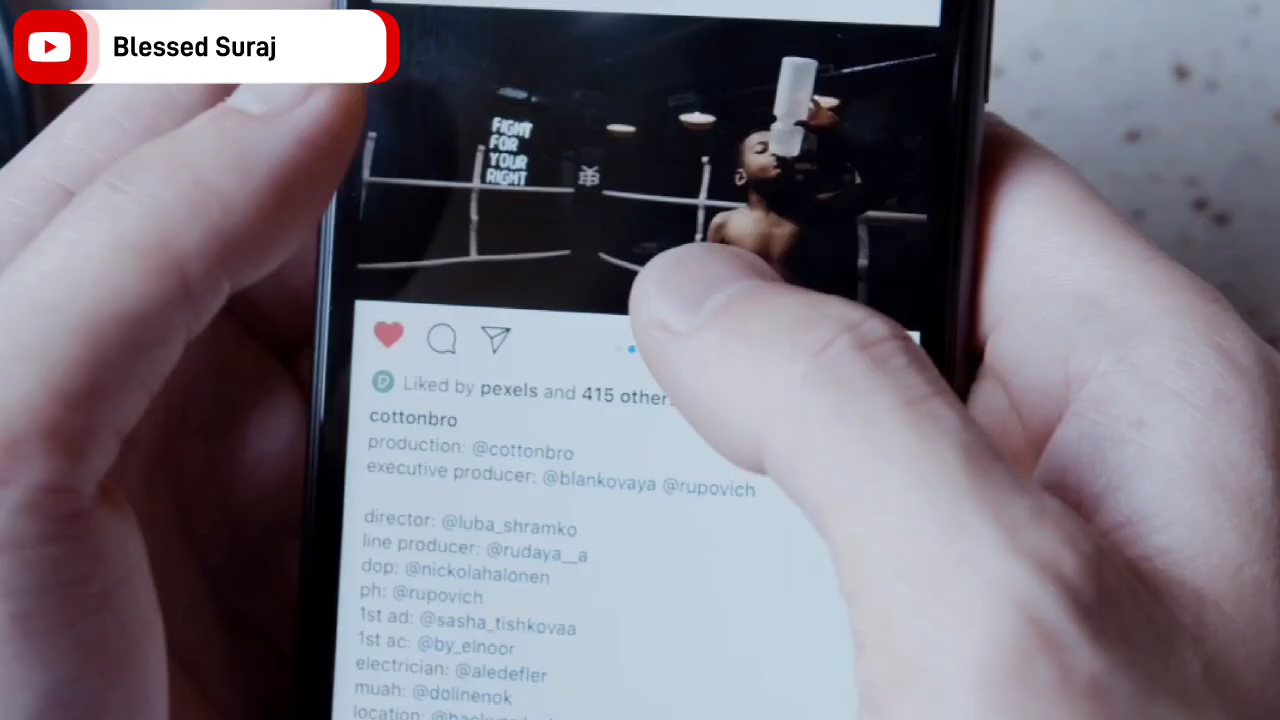 Blessed Suraj
FIGHT
FOR
YOUR
RIGHT
Liked by pexels and 415 others
cottonbro
production: @cottonbro
executive producer: @blankovaya @rupovich
director: @luba_shramko
line producer: @rudaya__a
dop: @nickolahalonen
ph: @rupovich
1st ad: @sasha_tishkovaa
1st ac: @by_elnoor
electrician: @aledefler
muah: @dolinenok
location: